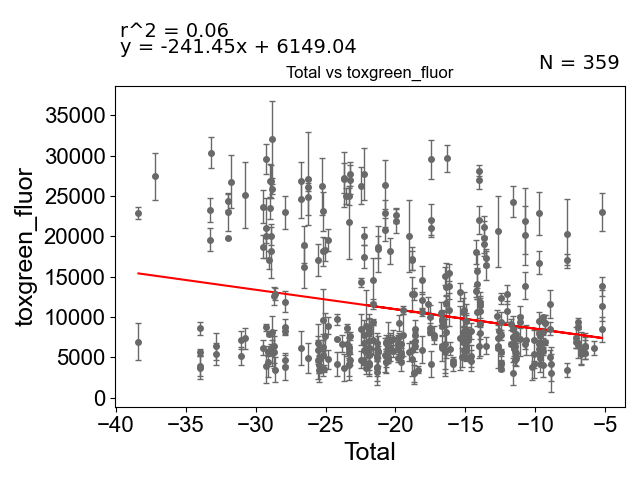 r^2 = 0.06
y = -241.45x + 6149.04
N = 359
Total vs toxgreen_fluor
toxgreen_fluor
35000
30000
25000
20000
15000
10000
5000
0
−40 −35 −30 −25 −20 −15 −10 −5
Total